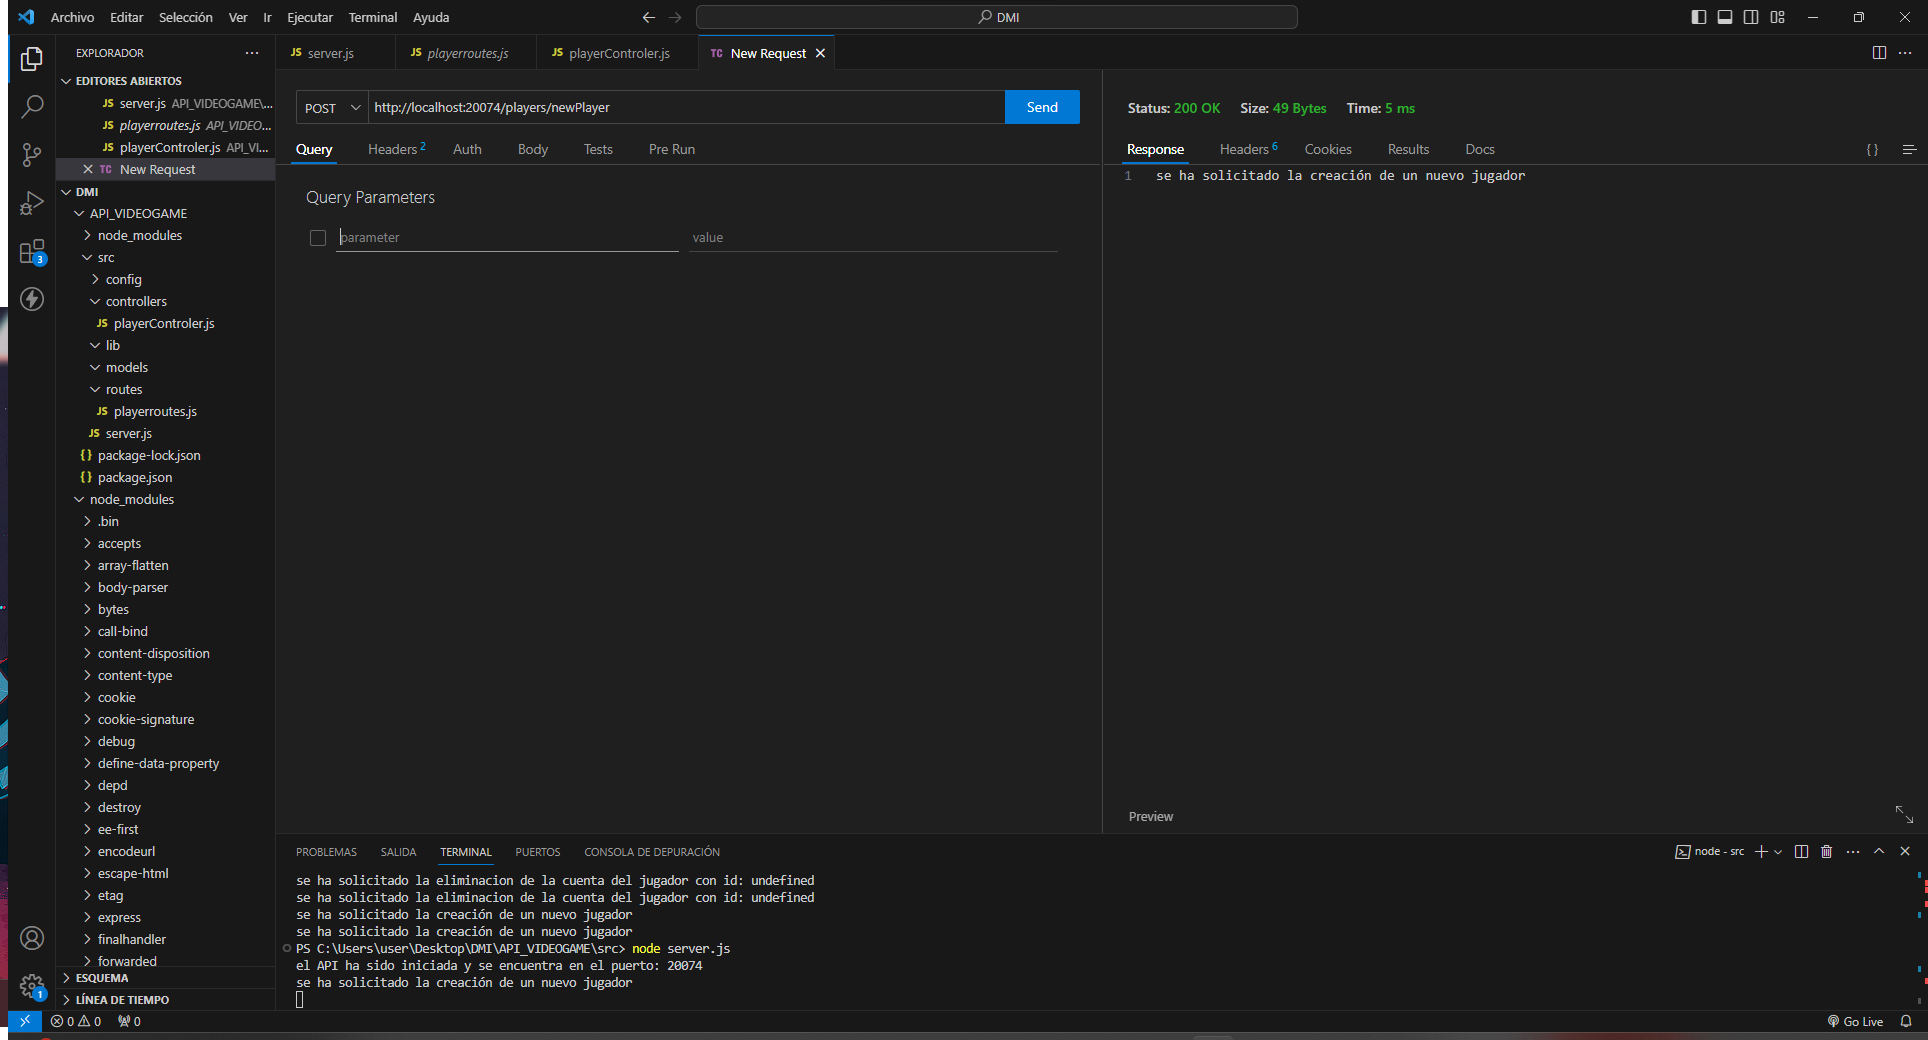 Archivo Editar Selección Ver Ir Ejecutar Terminal Ayuda
DMI
EXPLORADOR
server.js
playerroutes.js
playerControler.js
TC New Request
EDITORES ABIERTOS
JS server.js API_VIDEOGAME\...
JS playerroutes.js API_VIDEO...
JS playerControler.js API_VI...
TC New Request
DMI
API_VIDEOGAME
node_modules
src
config
controllers
JS playerControler.js
lib
models
routes
JS playerroutes.js
JS server.js
{} package-lock.json
{} package.json
node_modules
.bin
accepts
array-flatten
body-parser
bytes
call-bind
content-disposition
content-type
cookie
cookie-signature
debug
define-data-property
depd
destroy
ee-first
encodeurl
escape-html
etag
express
finalhandler
forwarded
ESQUEMA
LÍNEA DE TIEMPO
3
1
POST http://localhost:20074/players/newPlayer Send
Query Headers 2 Auth Body Tests Pre Run
Query Parameters
parameter value
Status: 200 OK Size: 49 Bytes Time: 5 ms
Response Headers 6 Cookies Results Docs {}
1 se ha solicitado la creación de un nuevo jugador
Preview
PROBLEMAS SALIDA TERMINAL PUERTOS CONSOLA DE DEPURACIÓN
node - src
se ha solicitado la eliminacion de la cuenta del jugador con id: undefined
se ha solicitado la eliminacion de la cuenta del jugador con id: undefined
se ha solicitado la creación de un nuevo jugador
se ha solicitado la creación de un nuevo jugador
PS C:\Users\user\Desktop\DMI\API_VIDEOGAME\src> node server.js
el API ha sido iniciada y se encuentra en el puerto: 20074
se ha solicitado la creación de un nuevo jugador
0 0 0
Go Live